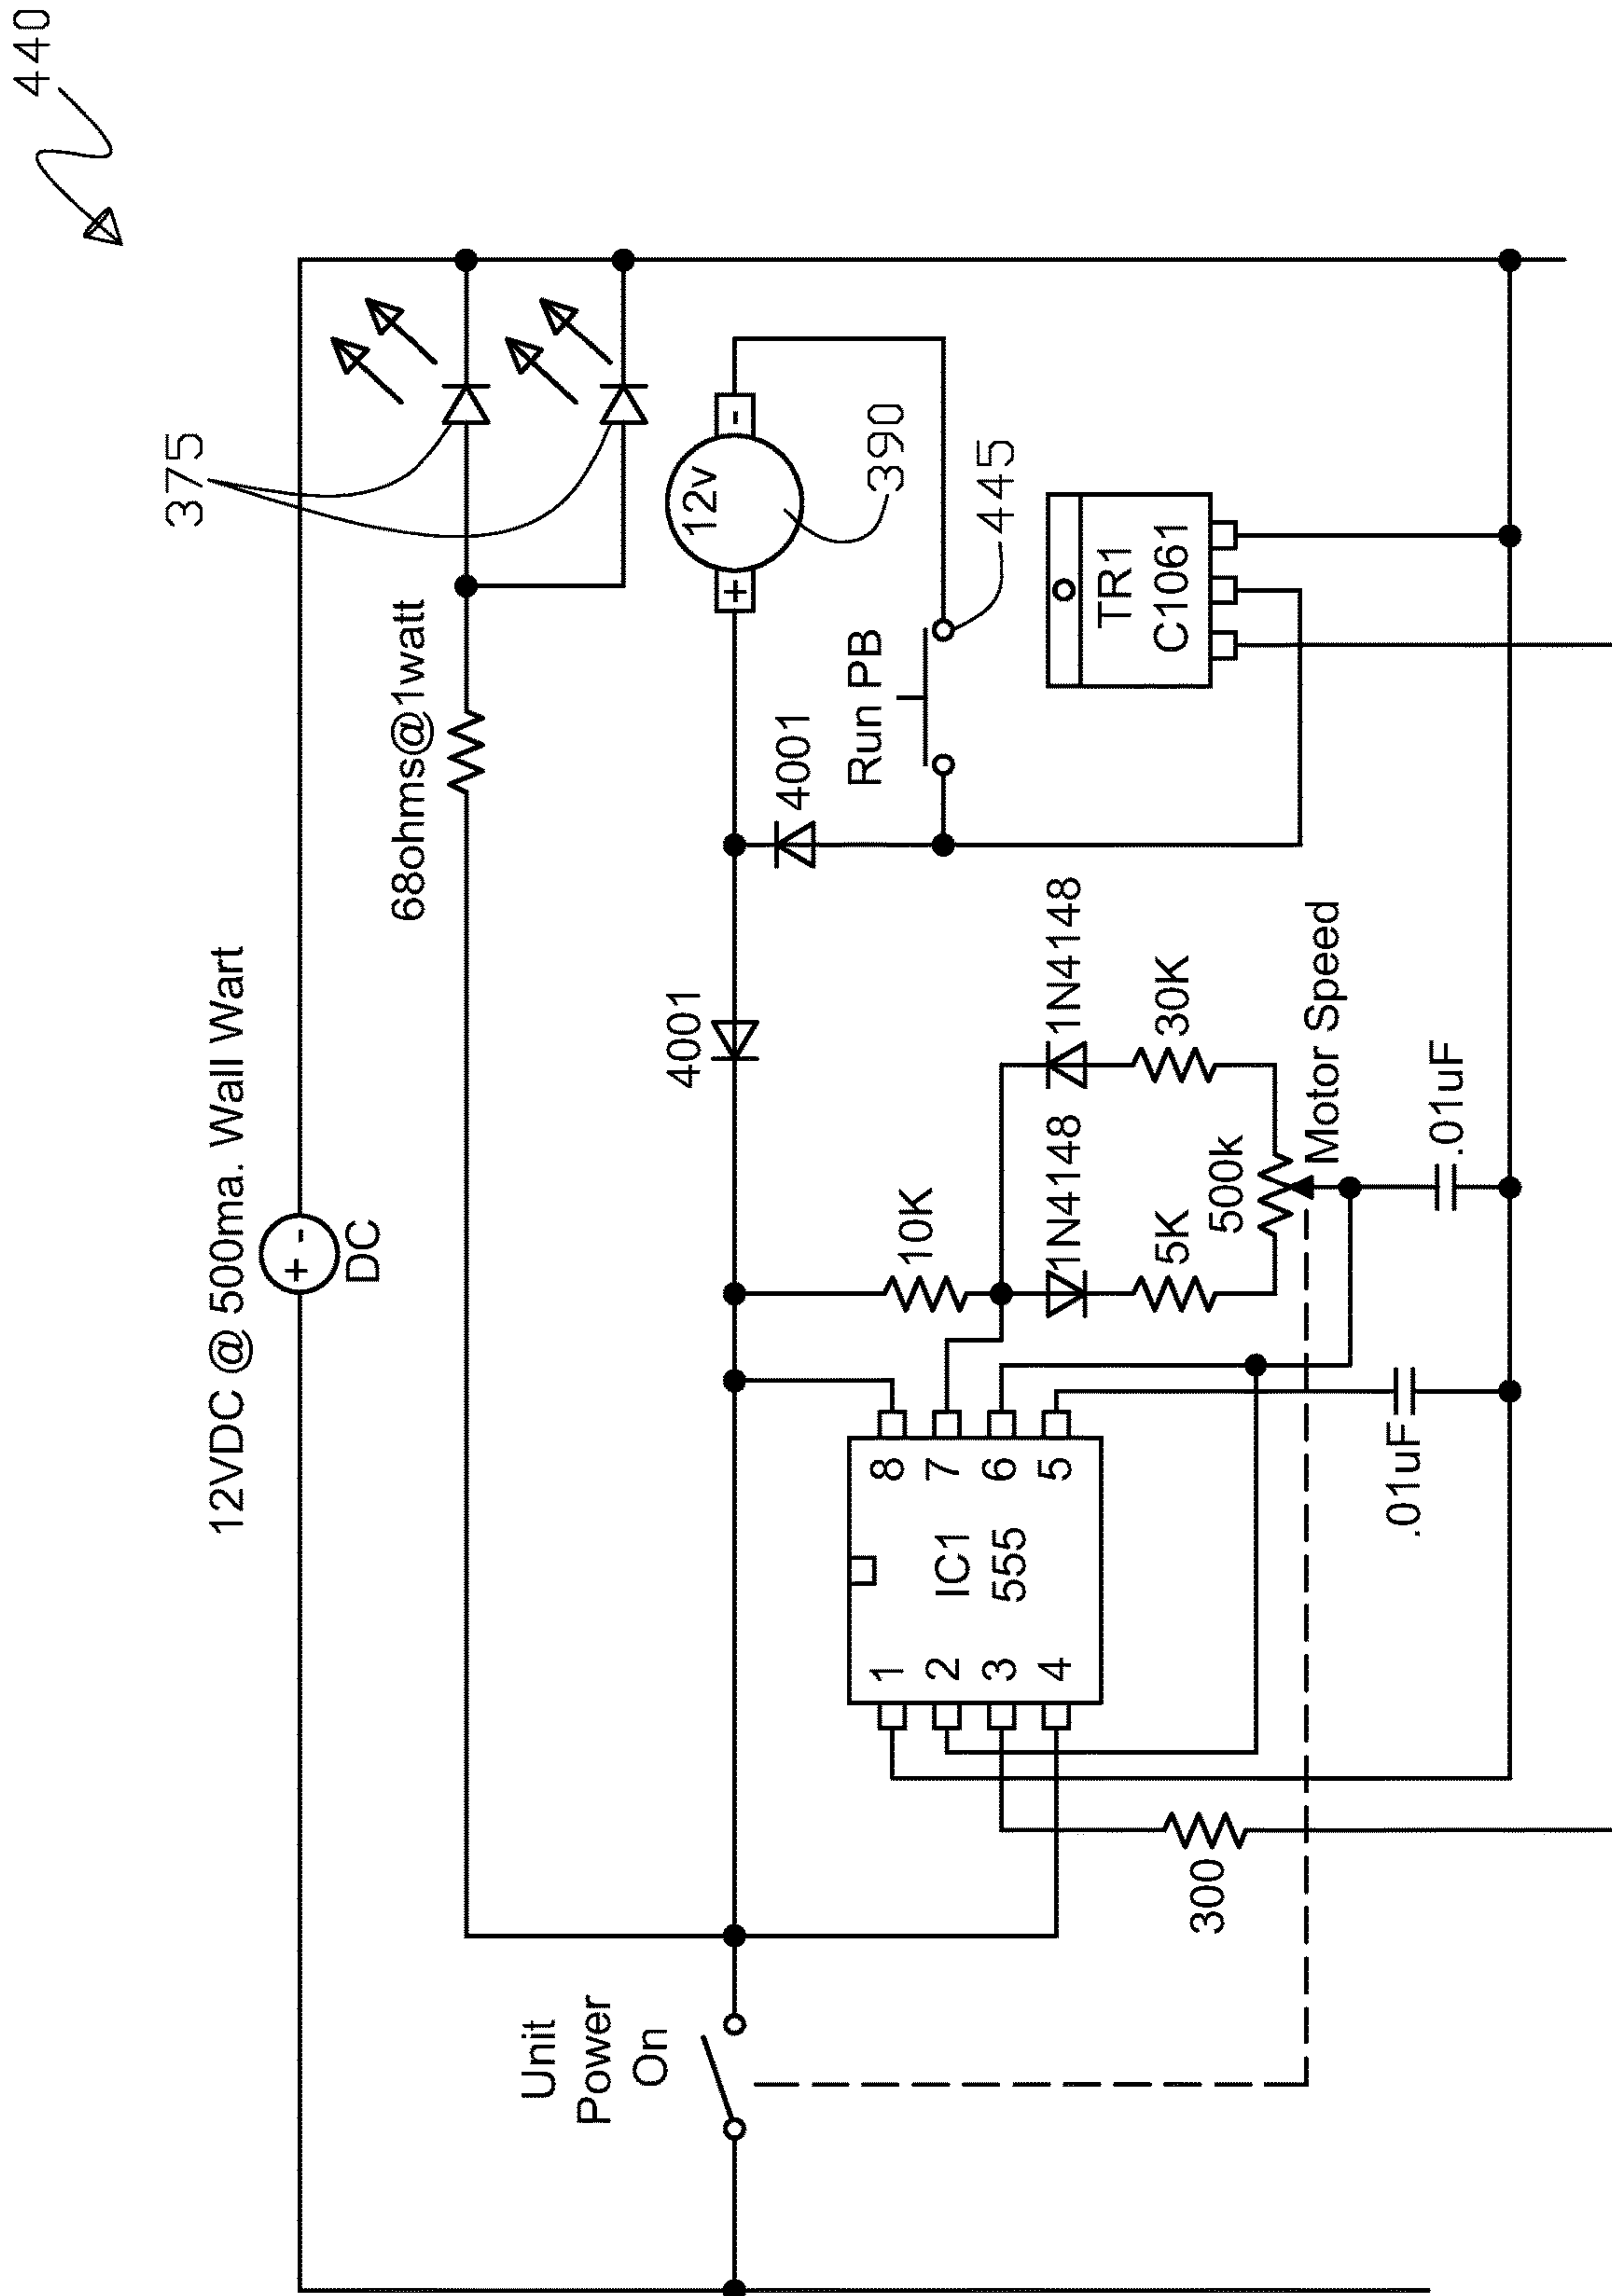 440
12VDC @ 500ma. Wall Wart
+ -
DC
375
68ohms@1watt
Unit
Power
On
4001
+ 12v -
390
4001
Run PB
445
IC1
555
1
2
3
4
8
7
6
5
10K
1N4148
1N4148
5K
30K
500k
Motor Speed
TR1
C1061
300
.01uF
.01uF